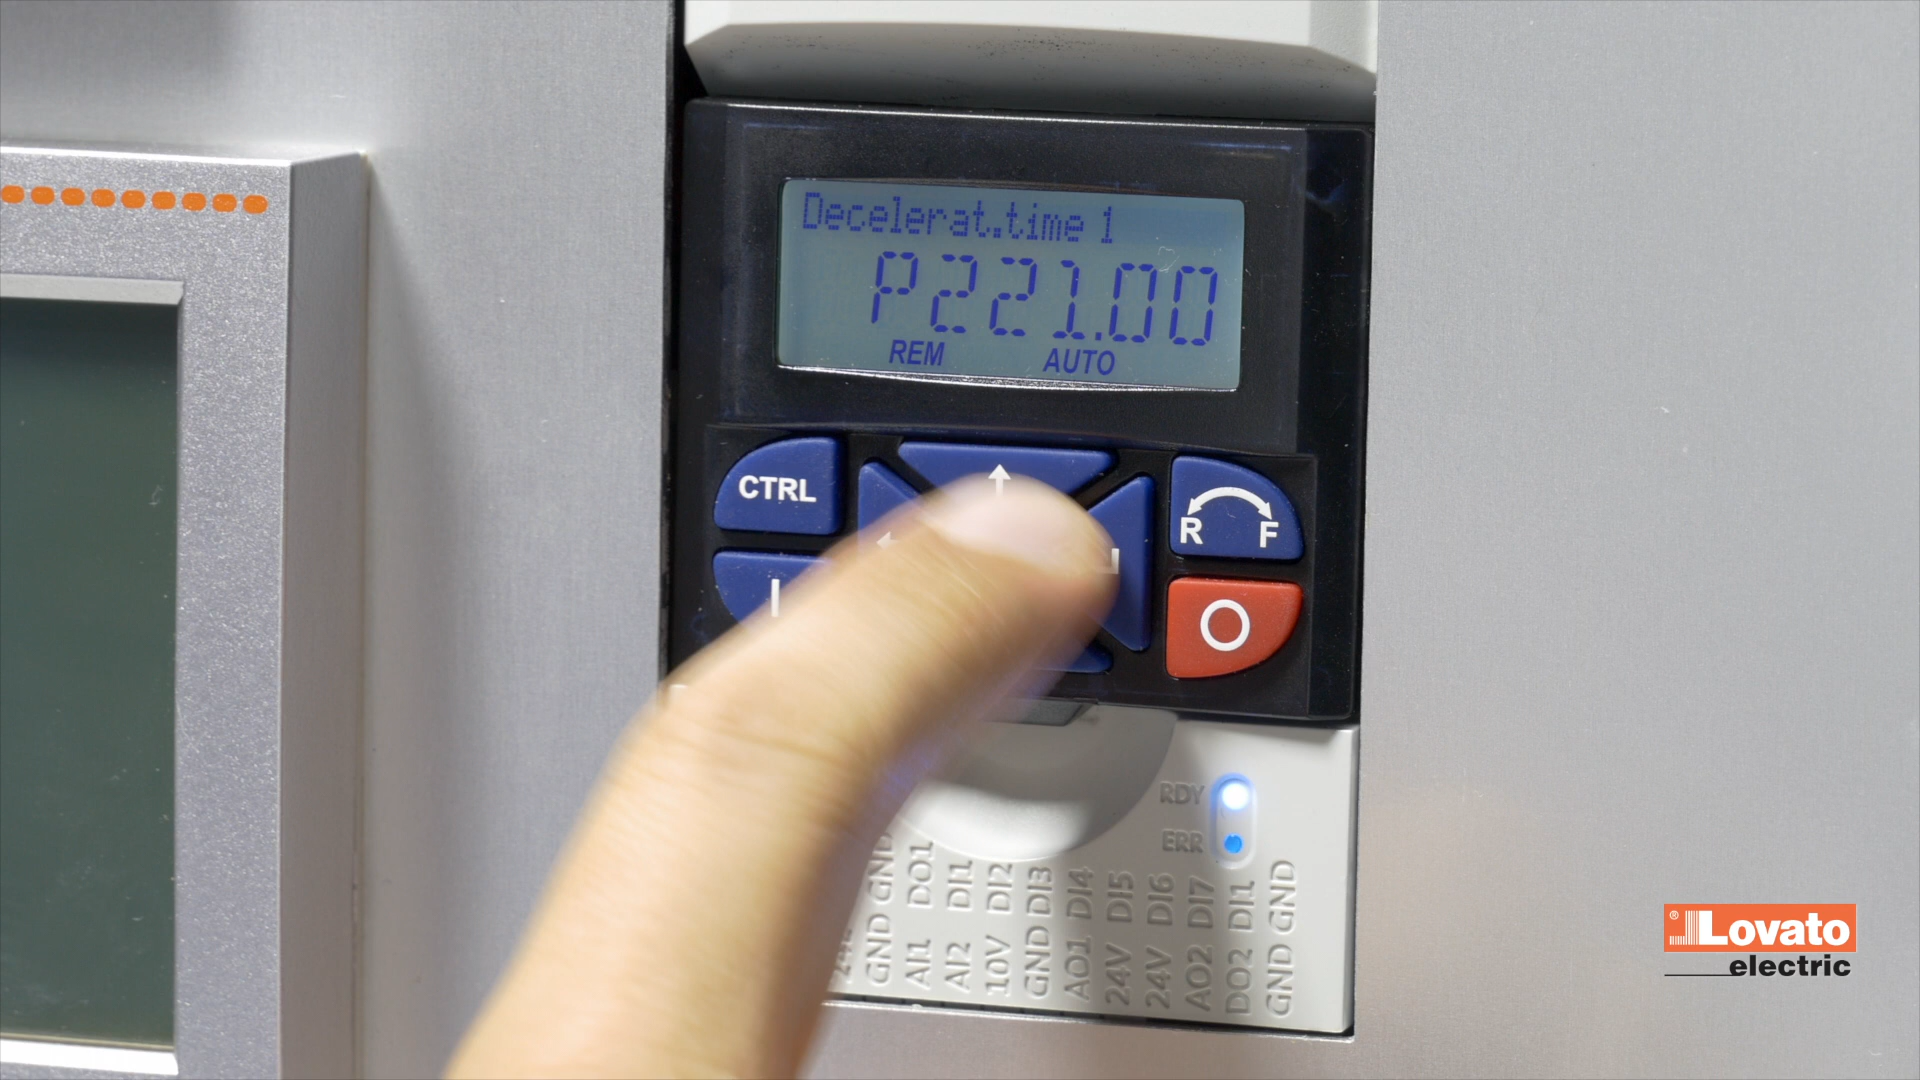 Decelerat.time 1
P221.00
REM AUTO
CTRL
R F
RDY
ERR
GND GND
AI1 DO1
AI2 DI1
10V DI2
GND DI3
AO1 DI4
24V DI5
24V DI6
AO2 DI7
DO2 DI1
GND GND
Lovato
electric